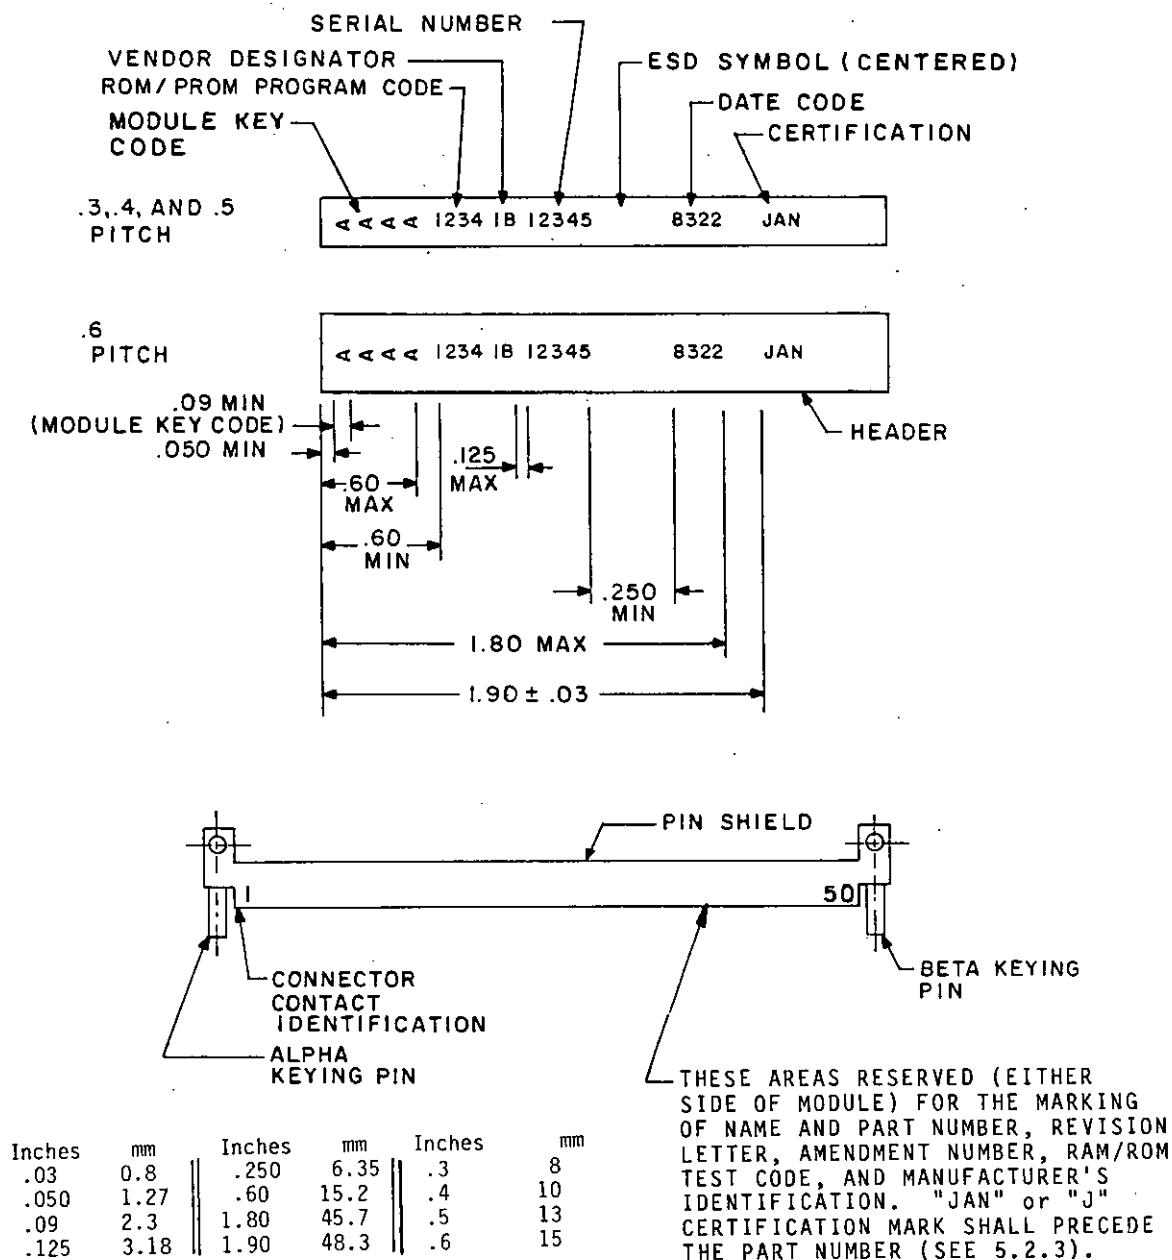 SERIAL NUMBER
VENDOR DESIGNATOR
ESD SYMBOL (CENTERED)
ROM/PROM PROGRAM CODE
DATE CODE
MODULE KEY
CODE
CERTIFICATION
.3,.4, AND .5
PITCH
A A A A 1234 1B 12345 8322 JAN
.6
PITCH
A A A A 1234 1B 12345 8322 JAN
.09 MIN
(MODULE KEY CODE)
.050 MIN
HEADER
.125
MAX
.60
MAX
.60
MIN
.250
MIN
1.80 MAX
1.90 ± .03
PIN SHIELD
1 50
CONNECTOR
CONTACT
IDENTIFICATION
BETA KEYING
PIN
ALPHA
KEYING PIN
THESE AREAS RESERVED (EITHER
SIDE OF MODULE) FOR THE MARKING
OF NAME AND PART NUMBER, REVISION
LETTER, AMENDMENT NUMBER, RAM/ROM
TEST CODE, AND MANUFACTURER'S
IDENTIFICATION. "JAN" or "J"
CERTIFICATION MARK SHALL PRECEDE
THE PART NUMBER (SEE 5.2.3).
Inches mm Inches mm Inches mm
.03 0.8 .250 6.35 .3 8
.050 1.27 .60 15.2 .4 10
.09 2.3 1.80 45.7 .5 13
.125 3.18 1.90 48.3 .6 15